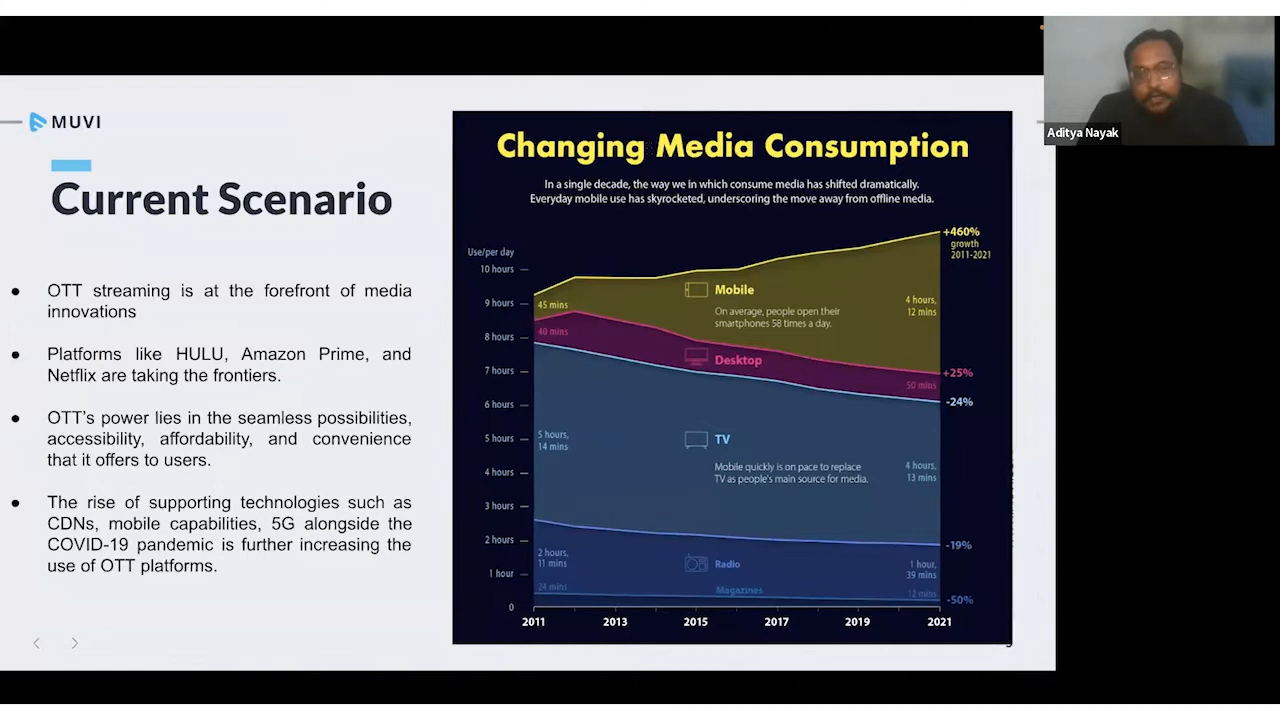 MUVI
Current Scenario
● OTT streaming is at the forefront of media
innovations
● Platforms like HULU, Amazon Prime, and
Netflix are taking the frontiers.
● OTT's power lies in the seamless possibilities,
accessibility, affordability, and convenience
that it offers to users.
● The rise of supporting technologies such as
CDNs, mobile capabilities, 5G alongside the
COVID-19 pandemic is further increasing the
use of OTT platforms.
Changing Media Consumption
In a single decade, the way we in which consume media has shifted dramatically.
Everyday mobile use has skyrocketed, underscoring the move away from offline media.
Use/per day
10 hours
9 hours
8 hours
7 hours
6 hours
5 hours
4 hours
3 hours
2 hours
1 hour
0
45 mins
40 mins
5 hours,
14 mins
2 hours,
11 mins
24 mins
Mobile
On average, people open their
smartphones 58 times a day.
Desktop
TV
Mobile quickly is on pace to replace
TV as people's main source for media.
Radio
Magazines
4 hours,
12 mins
50 mins
4 hours,
13 mins
1 hour,
39 mins
12 mins
+460%
growth
2011-2021
+25%
-24%
-19%
-50%
2011
2013
2015
2017
2019
2021
Aditya Nayak